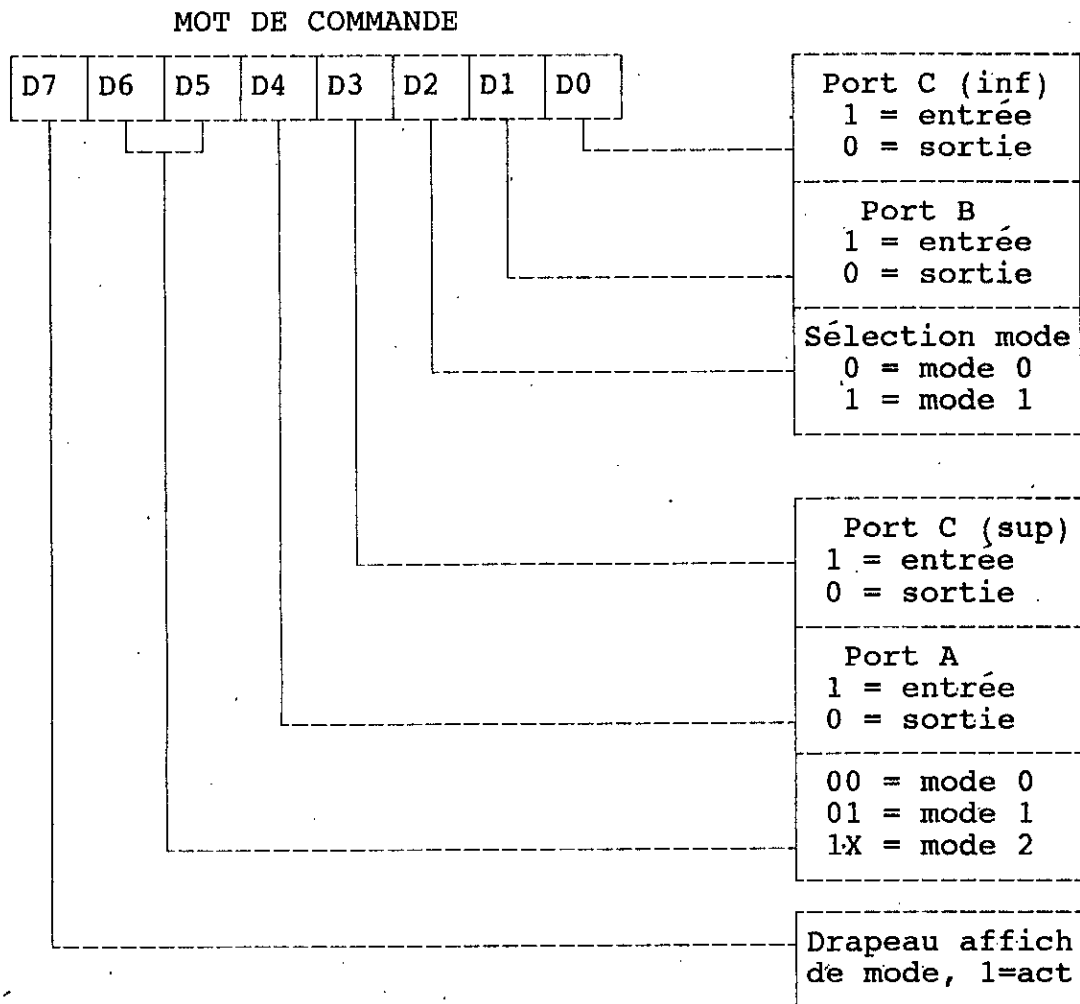 MOT DE COMMANDE
D7 D6 D5 D4 D3 D2 D1 D0
Port C (inf)
1 = entrée
0 = sortie
Port B
1 = entrée
0 = sortie
Sélection mode
0 = mode 0
1 = mode 1
Port C (sup)
1 = entrée
0 = sortie
Port A
1 = entrée
0 = sortie
00 = mode 0
01 = mode 1
1X = mode 2
Drapeau affich
de mode, 1=act